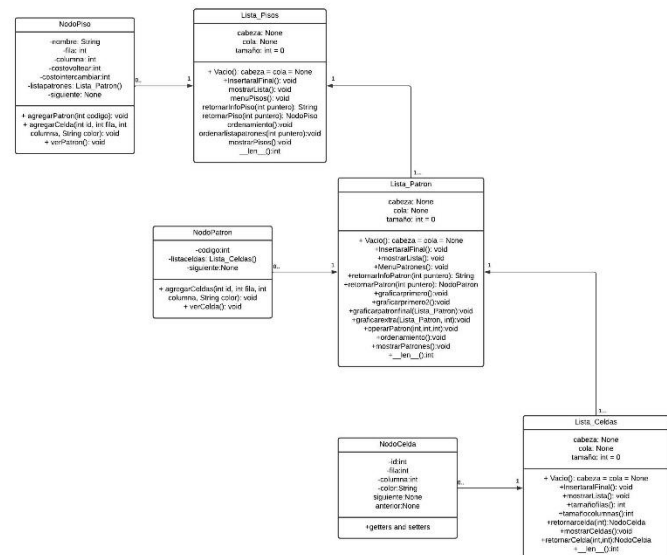 NodoPiso
-nombre: String
-fila: int
-columna: int
-costovoltear:int
-costointercambiar:int
-listapatrones: Lista_Patron()
-siguiente: None
+ agregarPatron(int codigo): void
+ agregarCelda(int id, int fila, int
columna, String color): void
+ verPatron(): void
0..
1
Lista_Pisos
cabeza: None
cola: None
tamaño: int = 0
+ Vacio(): cabeza = cola = None
+InsertaralFinal(): void
mostrarLista(): void
menuPisos(): void
retornarInfoPiso(int puntero): String
retornarPiso(int puntero): NodoPiso
ordenamiento():void
ordenarlistapatrones(int puntero):void
mostrarPisos():void
__len__():int
1
1...
NodoPatron
-codigo:int
-listaceldas: Lista_Celdas()
-siguiente:None
+ agregarCeldas(int id, int fila, int
columna, String color): void
+ verCelda(): void
0..
1
Lista_Patron
cabeza: None
cola: None
tamaño: int = 0
+ Vacio(): cabeza = cola = None
+InsertaralFinal(): void
+mostrarLista(): void
+MenuPatrones(): void
+retornarInfoPatron(int puntero): String
+retornarPatron(int puntero): NodoPatron
+graficarprimero():void
+graficarprimero2():void
+graficarpatronfinal(Lista_Patron):void
+graficarextra(Lista_Patron, int):void
+operarPatron(int,int,int):void
+ordenamiento():void
+mostrarPatrones():void
+__len__():int
1
1...
NodoCelda
-id:int
-fila:int
-columna:int
-color:String
siguiente:None
anterior:None
+getters and setters
0..
1
Lista_Celdas
cabeza: None
cola: None
tamaño: int = 0
+ Vacio(): cabeza = cola = None
+InsertaralFinal(): void
+mostrarLista(): void
+tamañofilas(): int
+tamañocolumnas():int
+retornarcelda(int):NodoCelda
+mostrarCeldas():void
+retornarCelda(int,int):NodoCelda
+__len__():int